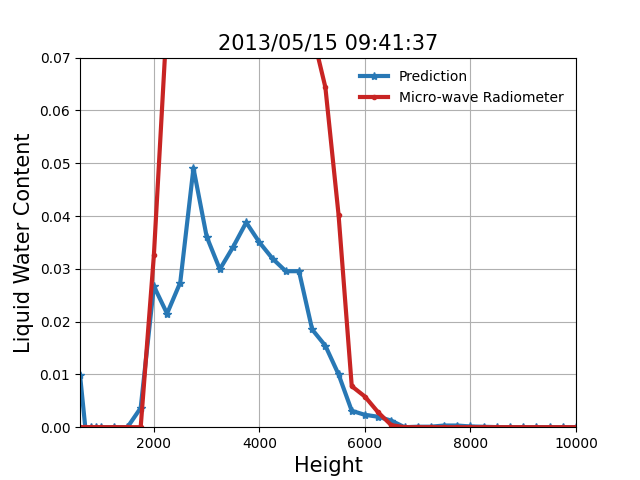 2013/05/15 09:41:37
Prediction
Micro-wave Radiometer
Liquid Water Content
0.07
0.06
0.05
0.04
0.03
0.02
0.01
0.00
2000 4000 6000 8000 10000
Height